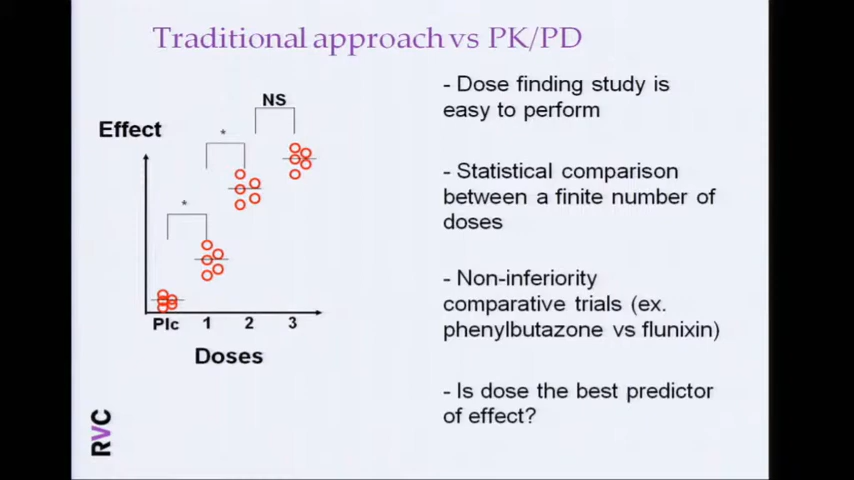 Traditional approach vs PK/PD
Effect
NS
*
*
Plc 1 2 3
Doses
- Dose finding study is
easy to perform
- Statistical comparison
between a finite number of
doses
- Non-inferiority
comparative trials (ex.
phenylbutazone vs flunixin)
- Is dose the best predictor
of effect?
RVC